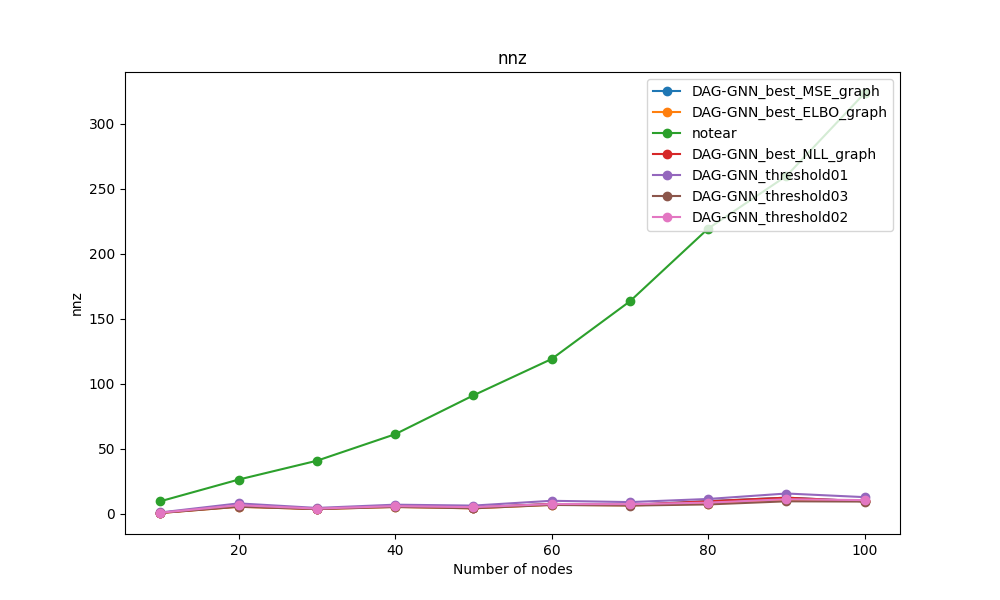 nnz
DAG-GNN_best_MSE_graph
DAG-GNN_best_ELBO_graph
notear
DAG-GNN_best_NLL_graph
DAG-GNN_threshold01
DAG-GNN_threshold03
DAG-GNN_threshold02
nnz
300
250
200
150
100
50
0
20
40
60
80
100
Number of nodes